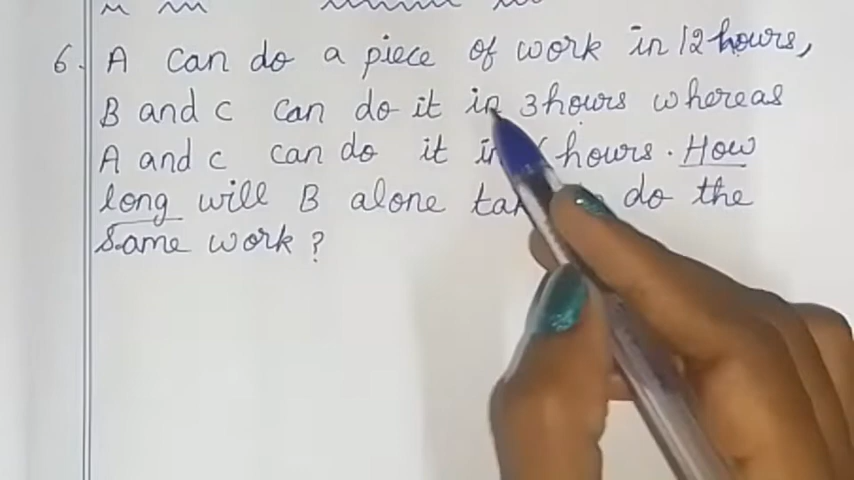 6. A can do a piece of work in 12 hours,
B and c can do it in 3 hours whereas
A and c can do it in hours. How
long will B alone do the
same work?